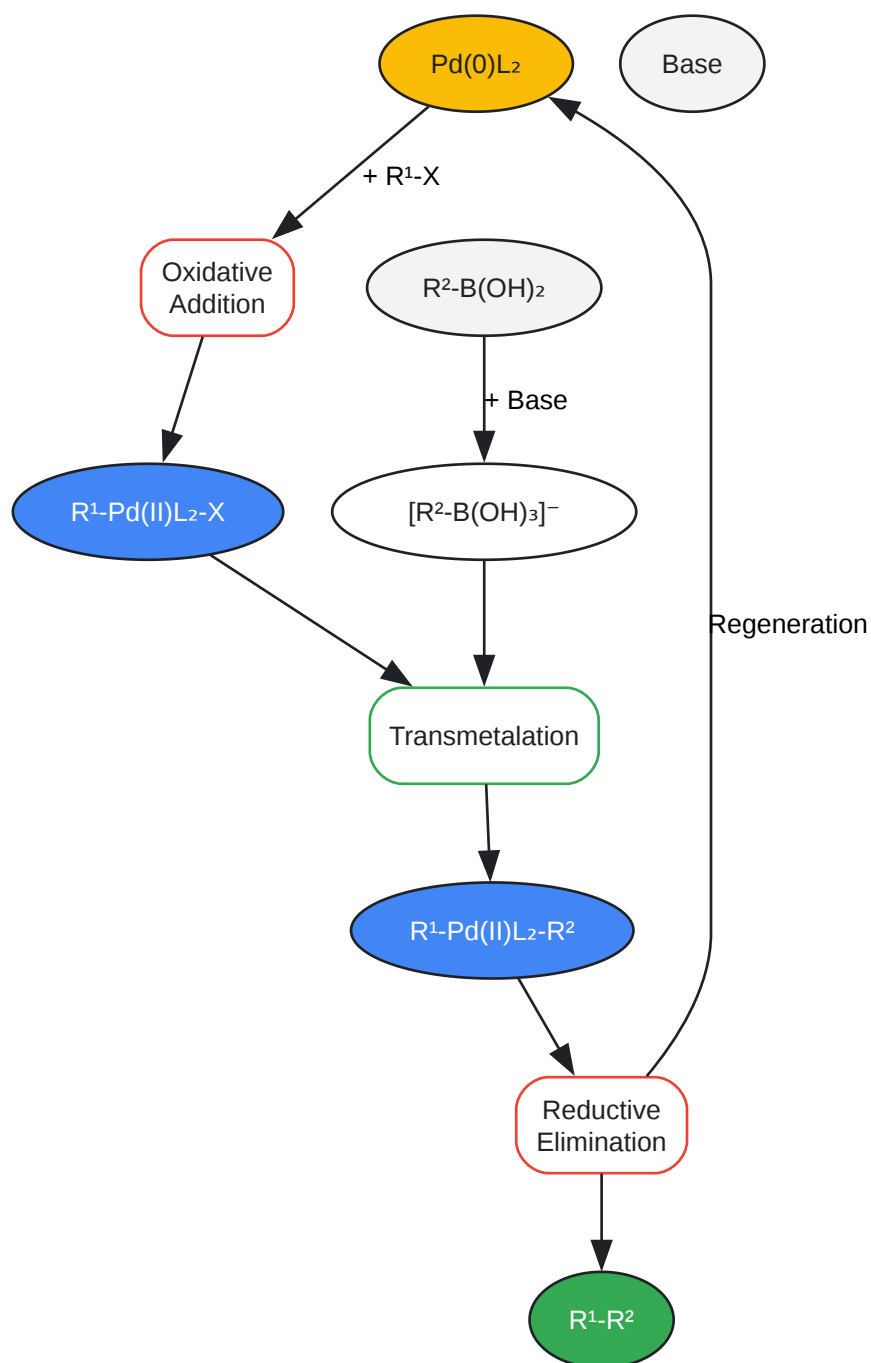 Pd(0)L₂
Base
+ R¹-X
Oxidative
Addition
R²-B(OH)₂
+ Base
R¹-Pd(II)L₂-X
[R²-B(OH)₃]⁻
Regeneration
Transmetalation
R¹-Pd(II)L₂-R²
Reductive
Elimination
R¹-R²